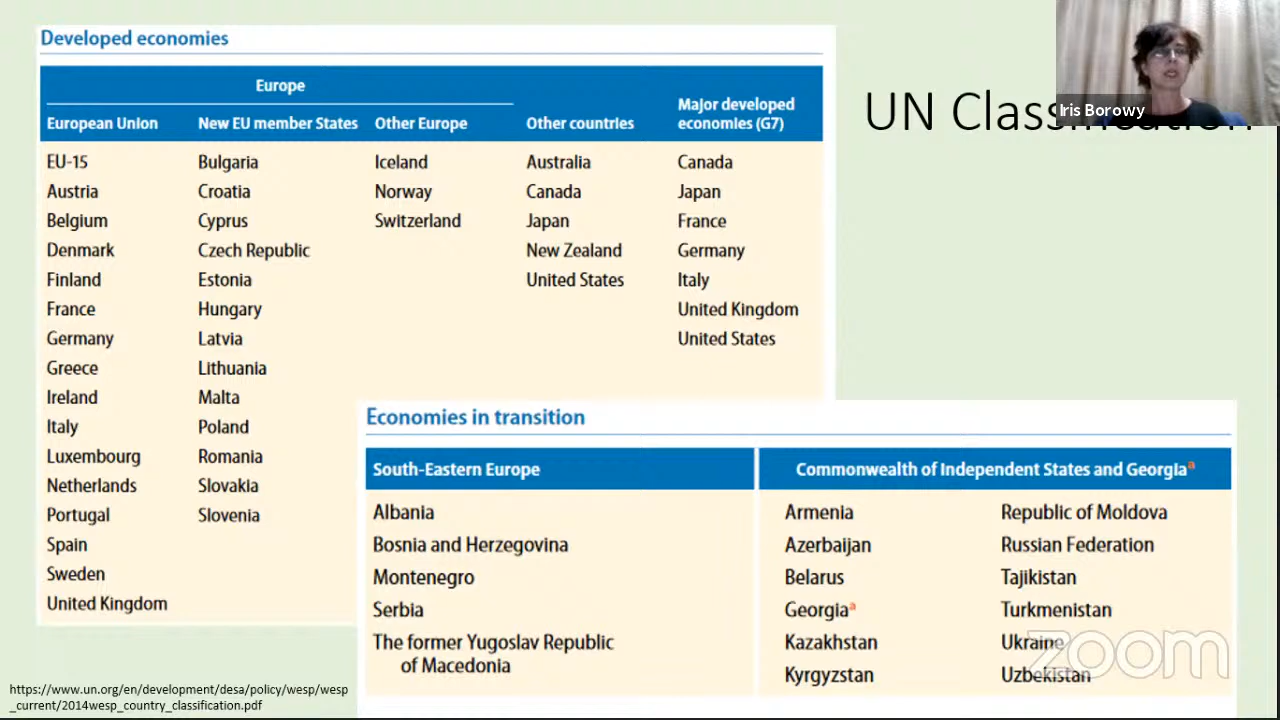 Developed economies
Europe
European Union
New EU member States
Other Europe
Other countries
Major developed
economies (G7)
EU-15
Austria
Belgium
Denmark
Finland
France
Germany
Greece
Ireland
Italy
Luxembourg
Netherlands
Portugal
Spain
Sweden
United Kingdom
Bulgaria
Croatia
Cyprus
Czech Republic
Estonia
Hungary
Latvia
Lithuania
Malta
Poland
Romania
Slovakia
Slovenia
Iceland
Norway
Switzerland
Australia
Canada
Japan
New Zealand
United States
Canada
Japan
France
Germany
Italy
United Kingdom
United States
UN Classification
Iris Borowy
Economies in transition
South-Eastern Europe
Albania
Bosnia and Herzegovina
Montenegro
Serbia
The former Yugoslav Republic
of Macedonia
Commonwealth of Independent States and Georgiaᵃ
Armenia
Azerbaijan
Belarus
Georgiaᵃ
Kazakhstan
Kyrgyzstan
Republic of Moldova
Russian Federation
Tajikistan
Turkmenistan
Ukraine
Uzbekistan
zoom
https://www.un.org/en/development/desa/policy/wesp/wesp
_current/2014wesp_country_classification.pdf